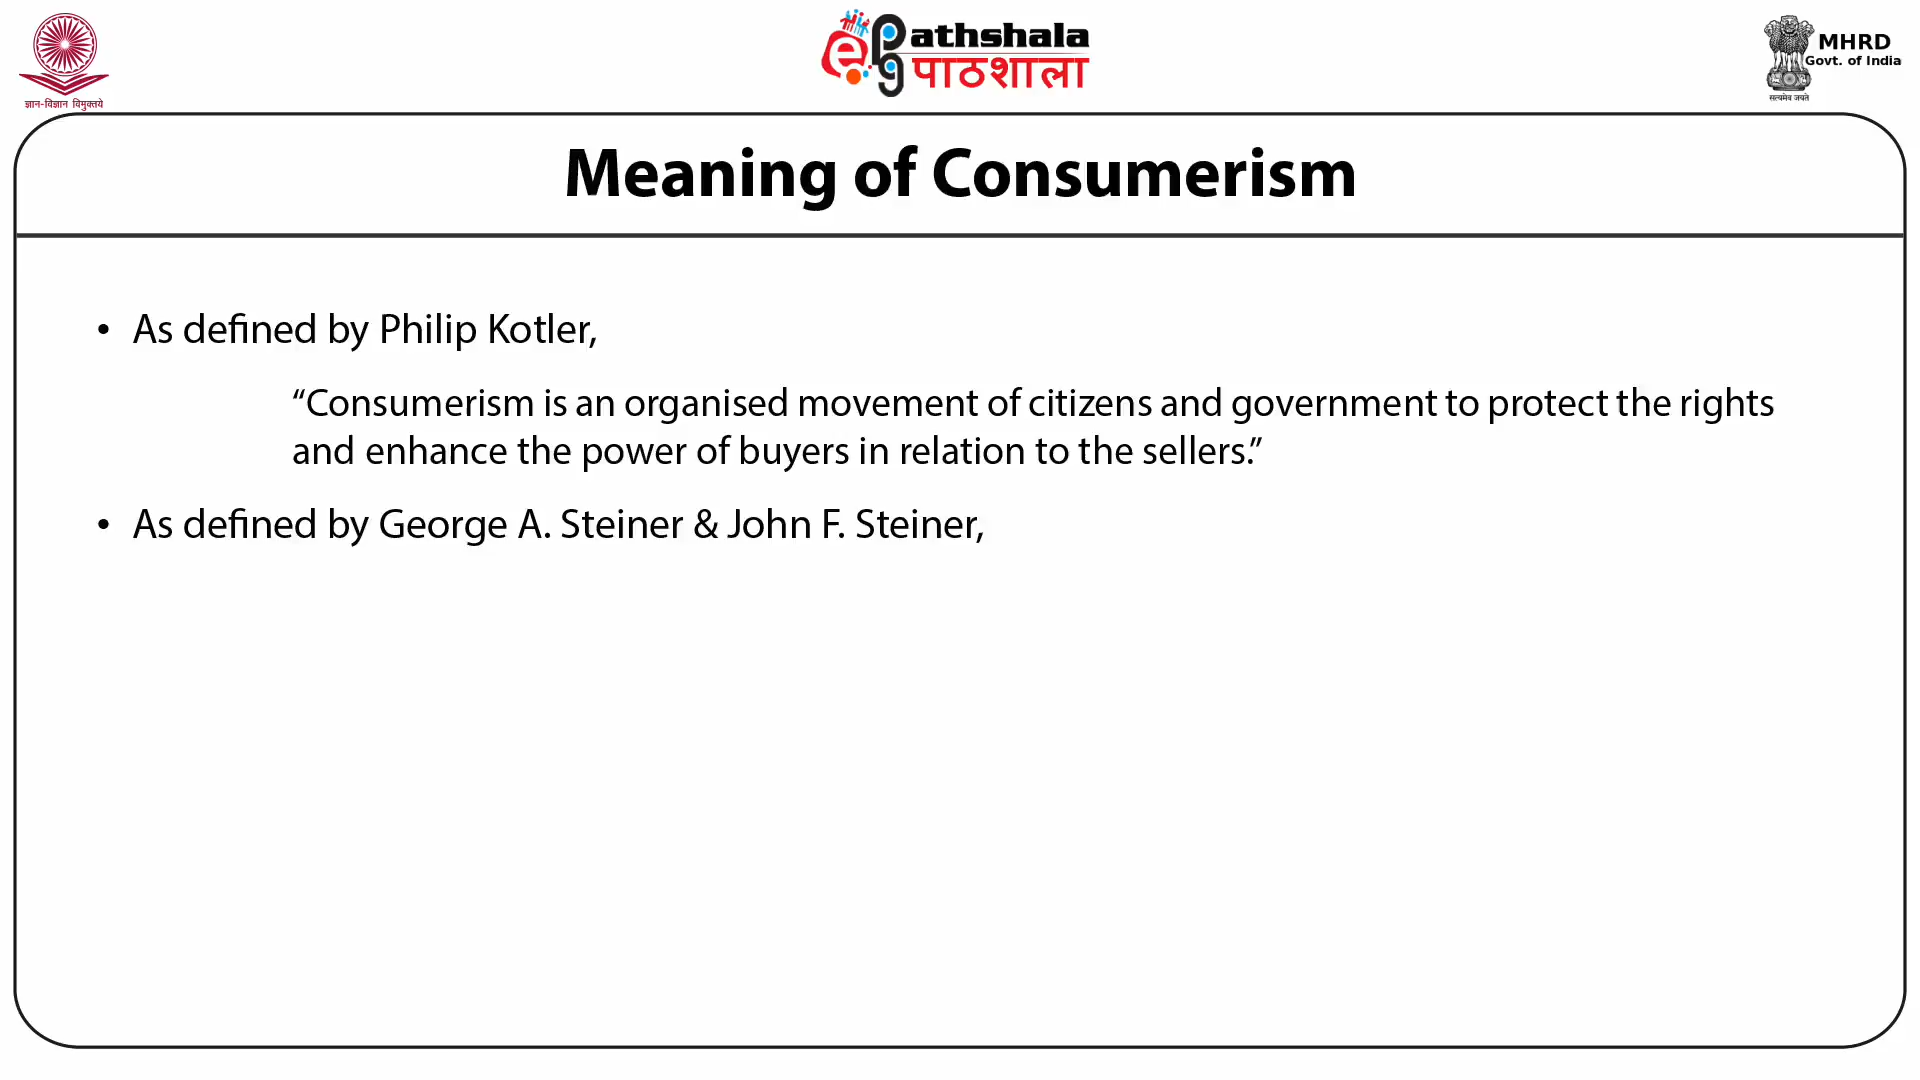 ज्ञान-विज्ञान विमुक्तये
ePathshala
पाठशाला
MHRD
Govt. of India
सत्यमेव जयते
Meaning of Consumerism
• As defined by Philip Kotler,
“Consumerism is an organised movement of citizens and government to protect the rights
and enhance the power of buyers in relation to the sellers.”
• As defined by George A. Steiner & John F. Steiner,